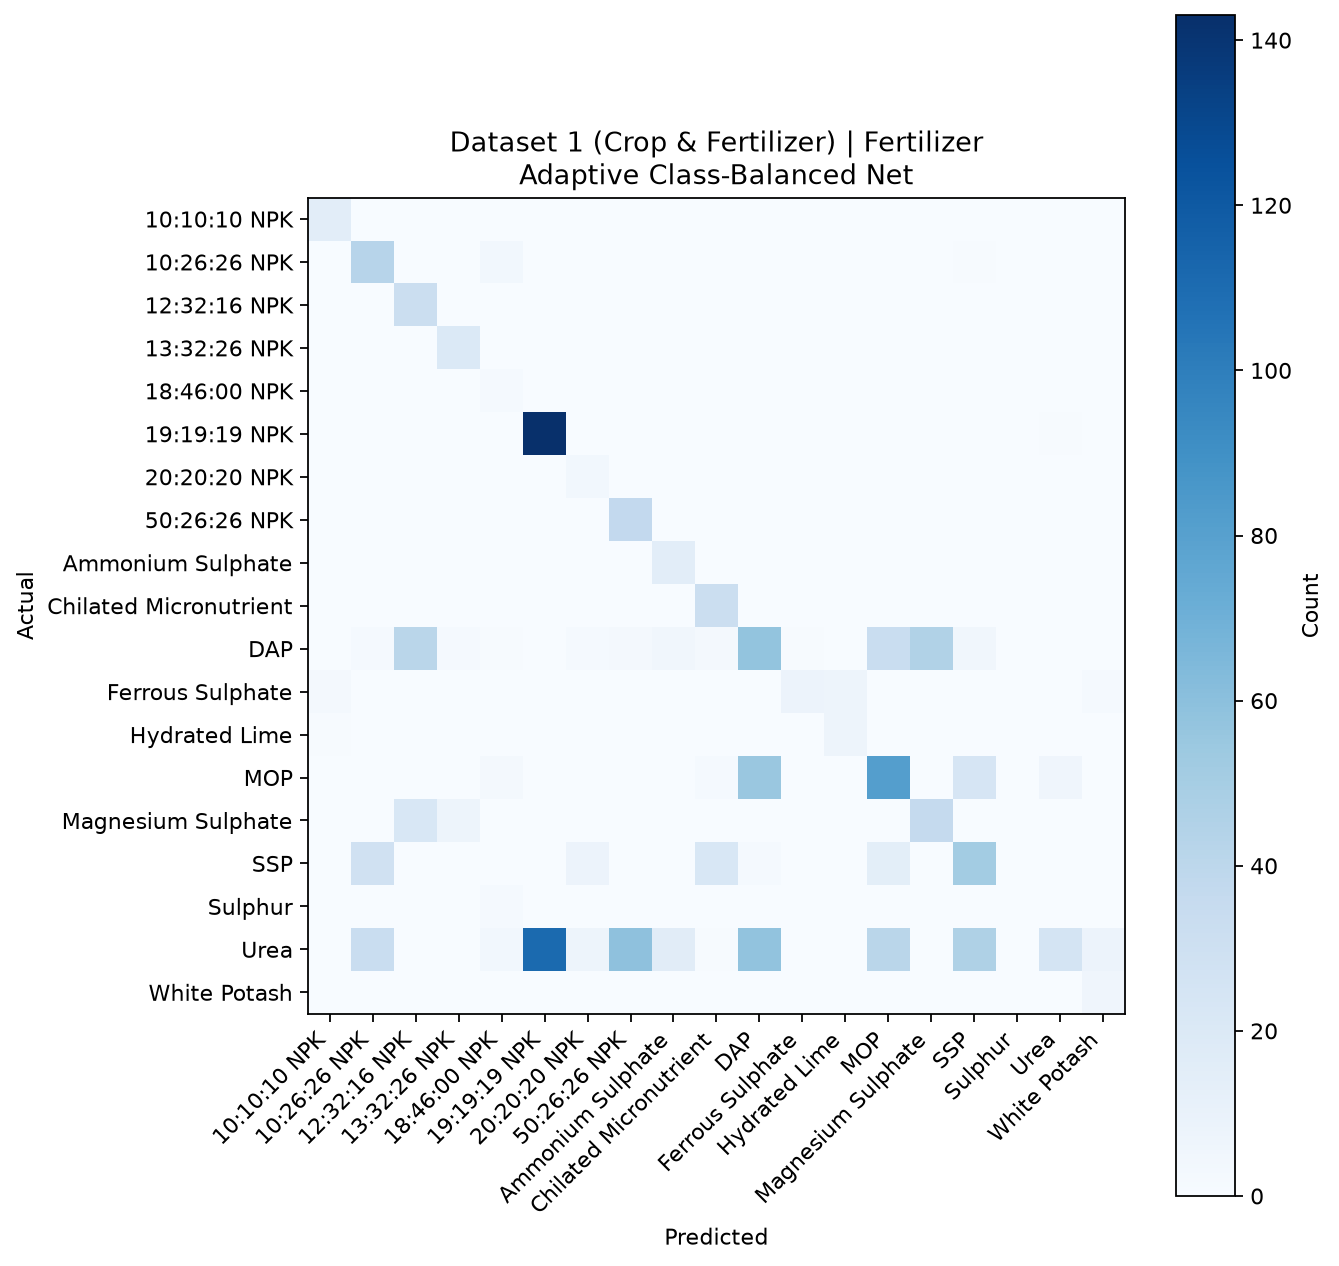 Dataset 1 (Crop & Fertilizer) | Fertilizer
Adaptive Class-Balanced Net
Actual
10:10:10 NPK
10:26:26 NPK
12:32:16 NPK
13:32:26 NPK
18:46:00 NPK
19:19:19 NPK
20:20:20 NPK
50:26:26 NPK
Ammonium Sulphate
Chilated Micronutrient
DAP
Ferrous Sulphate
Hydrated Lime
MOP
Magnesium Sulphate
SSP
Sulphur
Urea
White Potash
10:10:10 NPK
10:26:26 NPK
12:32:16 NPK
13:32:26 NPK
18:46:00 NPK
19:19:19 NPK
20:20:20 NPK
50:26:26 NPK
Ammonium Sulphate
Chilated Micronutrient
DAP
Ferrous Sulphate
Hydrated Lime
MOP
Magnesium Sulphate
SSP
Sulphur
Urea
White Potash
Predicted
140
120
100
80
60
40
20
0
Count